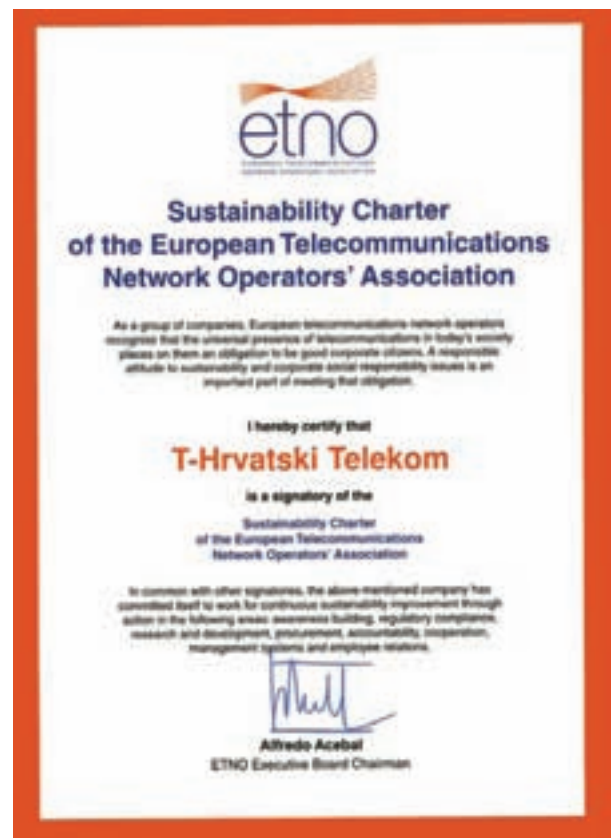 etno
EUROPEAN TELECOMMUNICATIONS
NETWORK OPERATORS' ASSOCIATION
Sustainability Charter
of the European Telecommunications
Network Operators' Association
As a group of companies, European telecommunications network operators
recognise that the universal presence of telecommunications in today's society
places on them an obligation to be good corporate citizens. A responsible
attitude to sustainability and corporate social responsibility issues is an
important part of meeting that obligation.
I hereby certify that
T-Hrvatski Telekom
is a signatory of the
Sustainability Charter
of the European Telecommunications
Network Operators' Association
In common with other signatories, the above mentioned company has
committed itself to work for continuous sustainability improvement through
action in the following areas: awareness building, regulatory compliance,
research and development, procurement, accountability, cooperation,
management systems and employee relations.
Alfredo Acebal
ETNO Executive Board Chairman